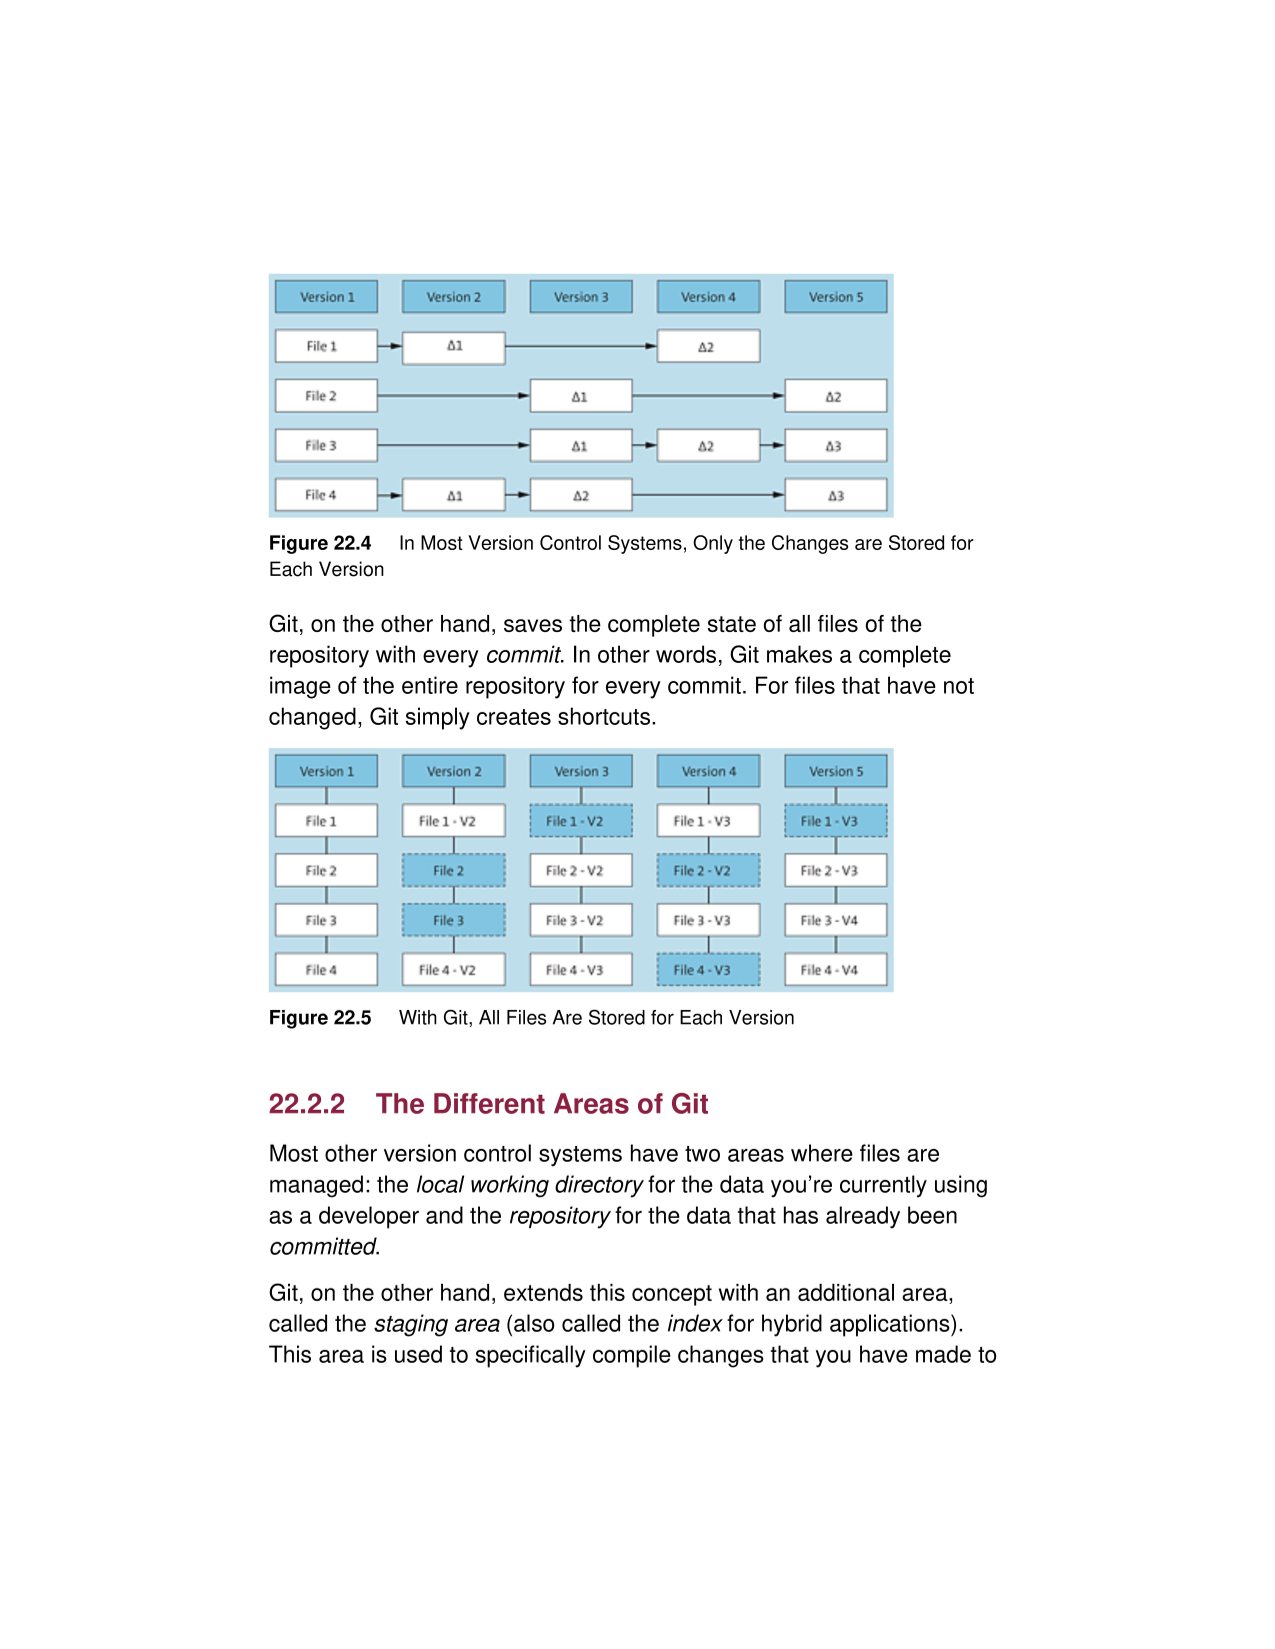 Version 1 Version 2 Version 3 Version 4 Version 5
File 1 Δ1 Δ2
File 2 Δ1 Δ2
File 3 Δ1 Δ2 Δ3
File 4 Δ1 Δ2 Δ3
Figure 22.4 In Most Version Control Systems, Only the Changes are Stored for
Each Version
Git, on the other hand, saves the complete state of all files of the
repository with every commit. In other words, Git makes a complete
image of the entire repository for every commit. For files that have not
changed, Git simply creates shortcuts.
Version 1 Version 2 Version 3 Version 4 Version 5
File 1 File 1 - V2 File 1 - V2 File 1 - V3 File 1 - V3
File 2 File 2 File 2 - V2 File 2 - V2 File 2 - V3
File 3 File 3 File 3 - V2 File 3 - V3 File 3 - V4
File 4 File 4 - V2 File 4 - V3 File 4 - V3 File 4 - V4
Figure 22.5 With Git, All Files Are Stored for Each Version
22.2.2 The Different Areas of Git
Most other version control systems have two areas where files are
managed: the local working directory for the data you’re currently using
as a developer and the repository for the data that has already been
committed.
Git, on the other hand, extends this concept with an additional area,
called the staging area (also called the index for hybrid applications).
This area is used to specifically compile changes that you have made to